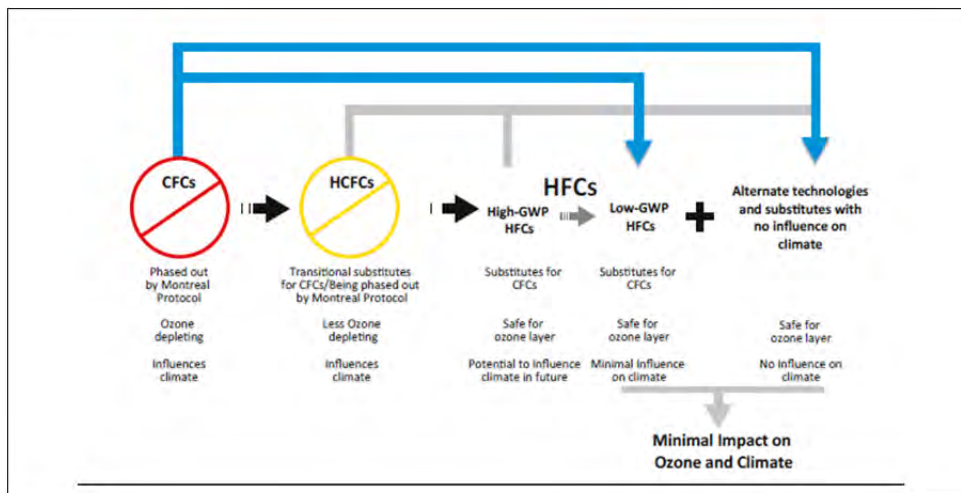 CFCs
HCFCs
HFCs
High-GWP
HFCs
Low-GWP
HFCs
Alternate technologies
and substitutes with
no influence on
climate
Phased out
by Montreal
Protocol
Transitional substitutes
for CFCs/Being phased out
by Montreal Protocol
Substitutes for
CFCs
Substitutes for
CFCs
Ozone
depleting
Less Ozone
depleting
Safe for
ozone layer
Safe for
ozone layer
Safe for
ozone layer
Influences
climate
Influences
climate
Potential to Influence
climate in future
Minimal Influence
on climate
No influence on
climate
Minimal Impact on
Ozone and Climate